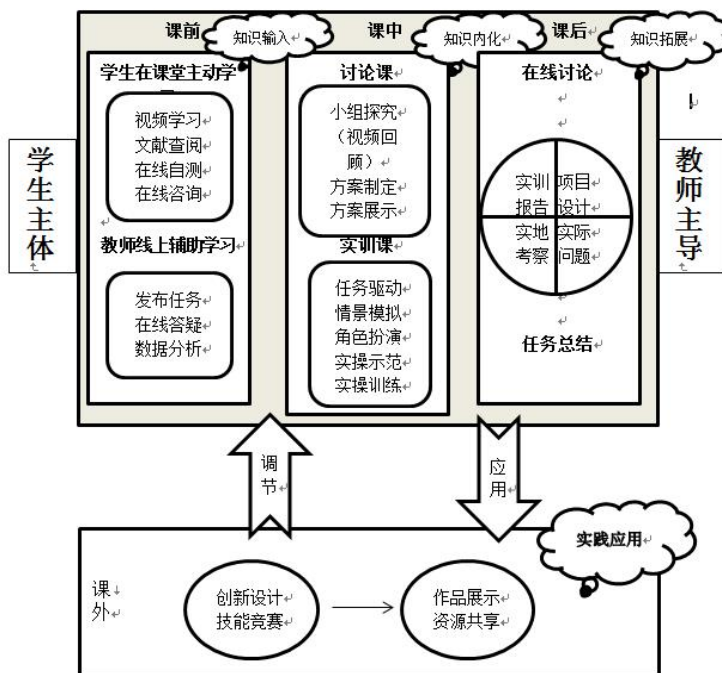 课前
知识输入
课中
知识内化
课后
知识拓展
学生主体
学生在课堂主动学
视频学习
文献查阅
在线自测
在线咨询
教师线上辅助学习
发布任务
在线答疑
数据分析
讨论课
小组探究
（视频回
顾）
方案制定
方案展示
实训课
任务驱动
情景模拟
角色扮演
实操示范
实操训练
在线讨论
实训
报告
项目
设计
实地
考察
实际
问题
任务总结
教师主导
调
节
应
用
实践应用
课
外
创新设计
技能竞赛
作品展示
资源共享